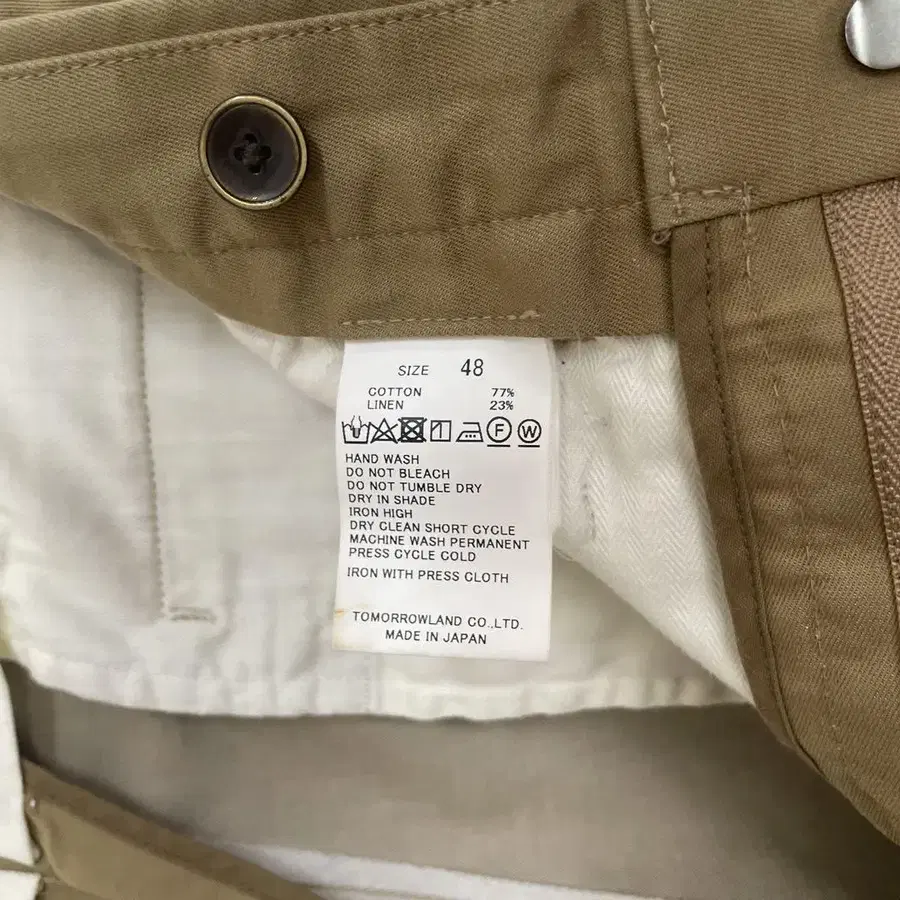 SIZE 48
COTTON 77%
LINEN 23%
F W
HAND WASH
DO NOT BLEACH
DO NOT TUMBLE DRY
DRY IN SHADE
IRON HIGH
DRY CLEAN SHORT CYCLE
MACHINE WASH PERMANENT
PRESS CYCLE COLD
IRON WITH PRESS CLOTH
TOMORROWLAND CO.,LTD.
MADE IN JAPAN